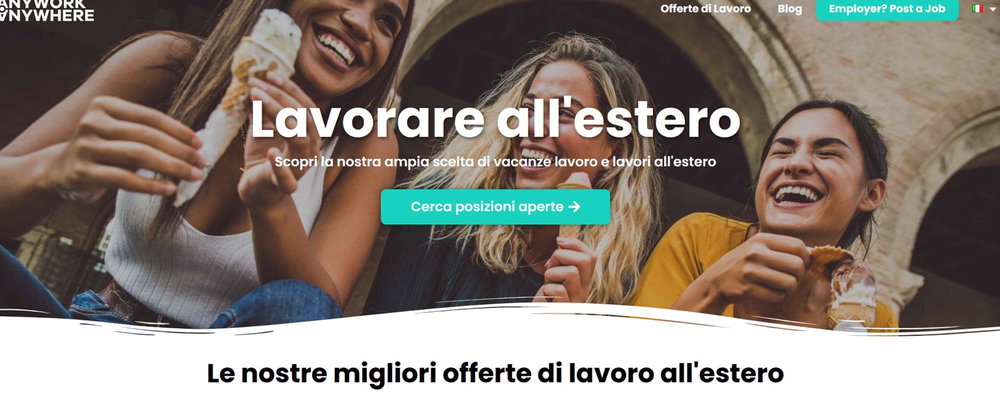 ANYWORK
ANYWHERE
Offerte di Lavoro
Blog
Employer? Post a Job
Lavorare all'estero
Scopri la nostra ampia scelta di vacanze lavoro e lavori all'estero
Cerca posizioni aperte →
Le nostre migliori offerte di lavoro all'estero